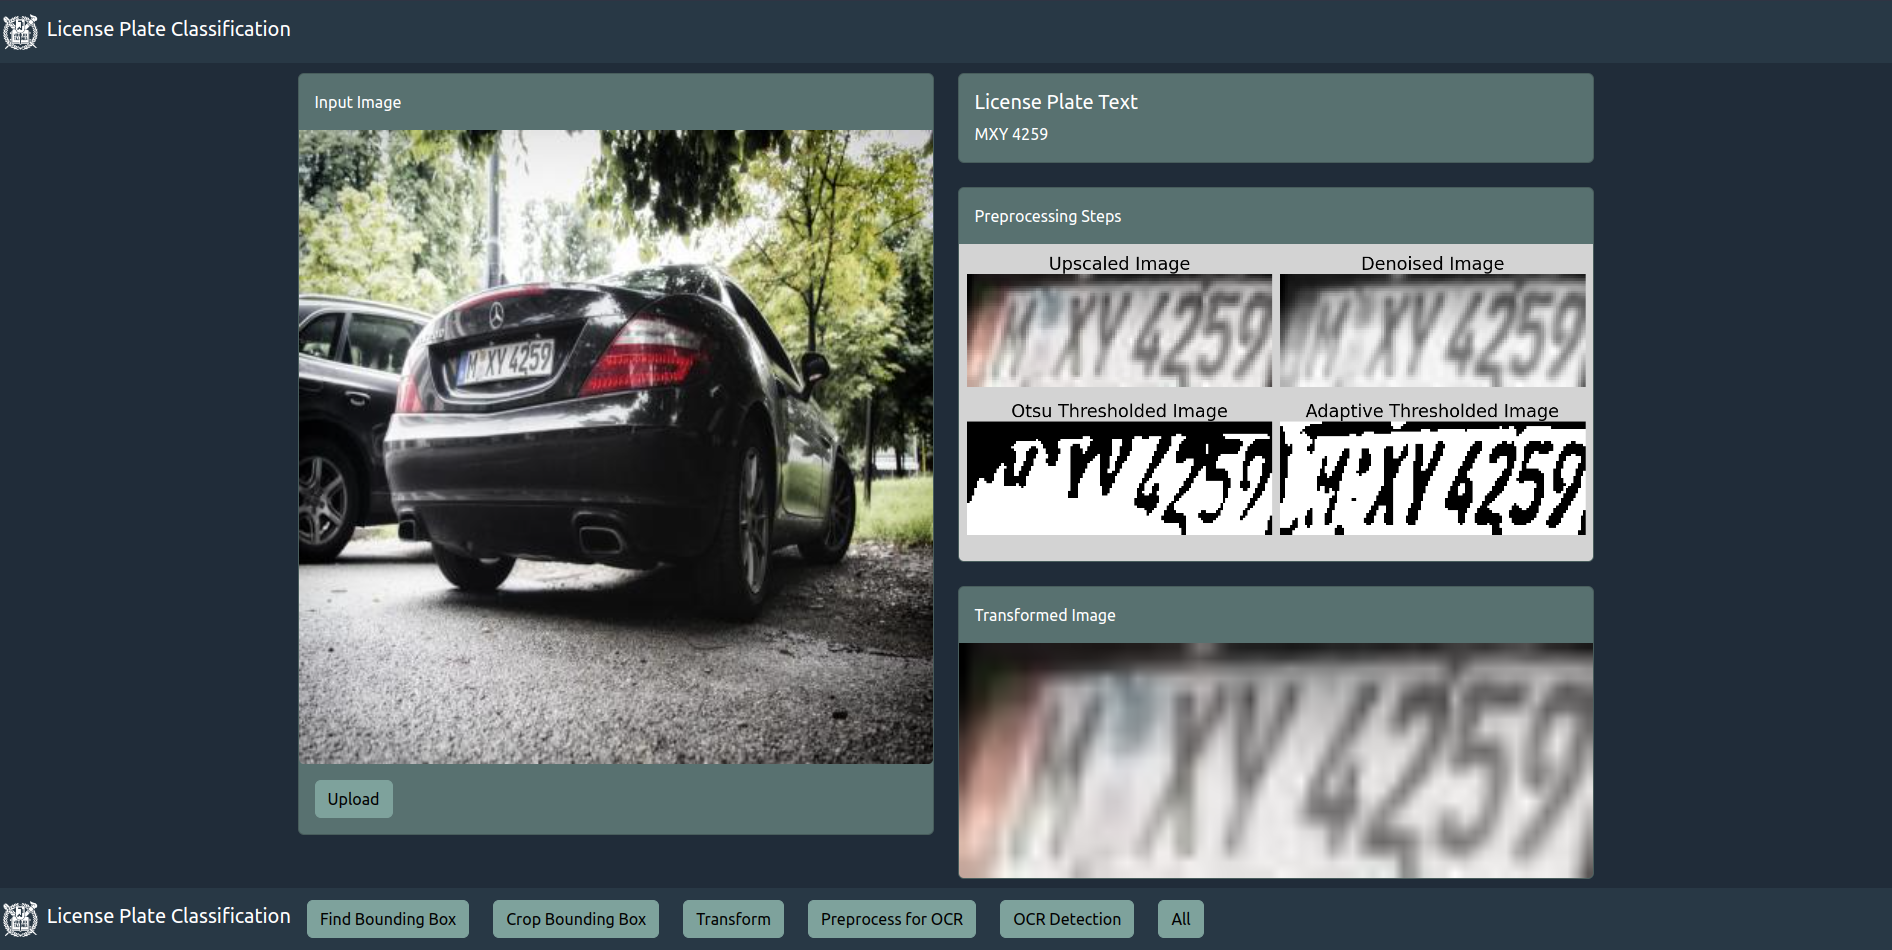 License Plate Classification
Input Image
M XY 4259
Upload
License Plate Text
MXY 4259
Preprocessing Steps
Upscaled Image
M XY 4259
Denoised Image
M XY 4259
Otsu Thresholded Image
4259
Adaptive Thresholded Image
M XY 4259
Transformed Image
M XY 4259
License Plate Classification
Find Bounding Box
Crop Bounding Box
Transform
Preprocess for OCR
OCR Detection
All